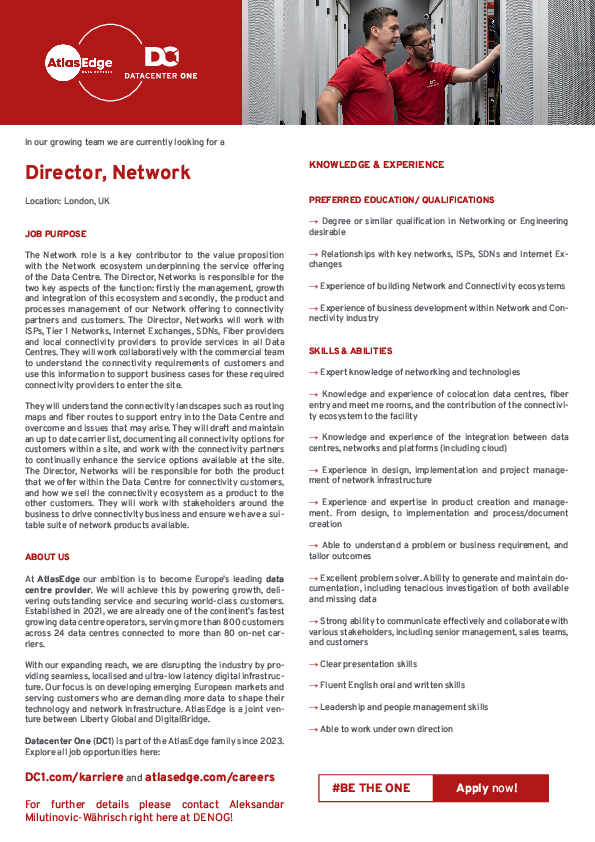 AtlasEdge
DATA CENTRES
DC1
DATACENTER ONE
In our growing team we are currently looking for a
Director, Network
Location: London, UK
JOB PURPOSE
The Network role is a key contributor to the value proposition
with the Network ecosystem underpinning the service offering
of the Data Centre. The Director, Networks is responsible for the
two key aspects of the function: firstly the management, growth
and integration of this ecosystem and secondly, the product and
processes management of our Network offering to connectivity
partners and customers. The Director, Networks will work with
ISPs, Tier 1 Networks, Internet Exchanges, SDNs, Fiber providers
and local connectivity providers to provide services in all Data
Centres. They will work collaboratively with the commercial team
to understand the connectivity requirements of customers and
use this information to support business cases for these required
connectivity providers to enter the site.
They will understand the connectivity landscapes such as routing
maps and fiber routes to support entry in to the Data Centre and
overcome and issues that may arise. They will draft and maintain
an up to date carrier list, documenting all connectivity options for
customers within a site, and work with the connectivity partners
to continually enhance the service options available at the site.
The Director, Networks will be responsible for both the product
that we offer within the Data Centre for connectivity customers,
and how we sell the connectivity ecosystem as a product to the
other customers. They will work with stakeholders around the
business to drive connectivity business and ensure we have a sui-
table suite of network products available.
ABOUT US
At AtlasEdge our ambition is to become Europe's leading data
centre provider. We will achieve this by powering growth, deli-
vering outstanding service and securing world-class customers.
Established in 2021, we are already one of the continent's fastest
growing data centre operators, serving more than 800 customers
across 24 data centres connected to more than 80 on-net car-
riers.
With our expanding reach, we are disrupting the industry by pro-
viding seamless, localised and ultra-low latency digital infrastruc-
ture. Our focus is on developing emerging European markets and
serving customers who are demanding more data to shape their
technology and network infrastructure. AtlasEdge is a joint ven-
ture between Liberty Global and DigitalBridge.
Datacenter One (DC1) is part of the AtlasEdge family since 2023.
Explore all job opportunities here:
DC1.com/karriere and atlasedge.com/careers
For further details please contact Aleksandar
Milutinovic-Währisch right here at DENOG!
KNOWLEDGE & EXPERIENCE
PREFERRED EDUCATION/ QUALIFICATIONS
→ Degree or similar qualification in Networking or Engineering
desirable
→ Relationships with key networks, ISPs, SDNs and Internet Ex-
changes
→ Experience of building Network and Connectivity ecosystems
→ Experience of business development within Network and Con-
nectivity industry
SKILLS & ABILITIES
→ Expert knowledge of networking and technologies
→ Knowledge and experience of colocation data centres, fiber
entry and meet me rooms, and the contribution of the connectivi-
ty ecosystem to the facility
→ Knowledge and experience of the integration between data
centres, networks and platforms (including cloud)
→ Experience in design, implementation and project manage-
ment of network infrastructure
→ Experience and expertise in product creation and manage-
ment. From design, to implementation and process/document
creation
→ Able to understand a problem or business requirement, and
tailor outcomes
→ Excellent problem solver. Ability to generate and maintain do-
cumentation, including tenacious investigation of both available
and missing data
→ Strong ability to communicate effectively and collaborate with
various stakeholders, including senior management, sales teams,
and customers
→ Clear presentation skills
→ Fluent English oral and written skills
→ Leadership and people management skills
→ Able to work under own direction
#BE THE ONE
Apply now!